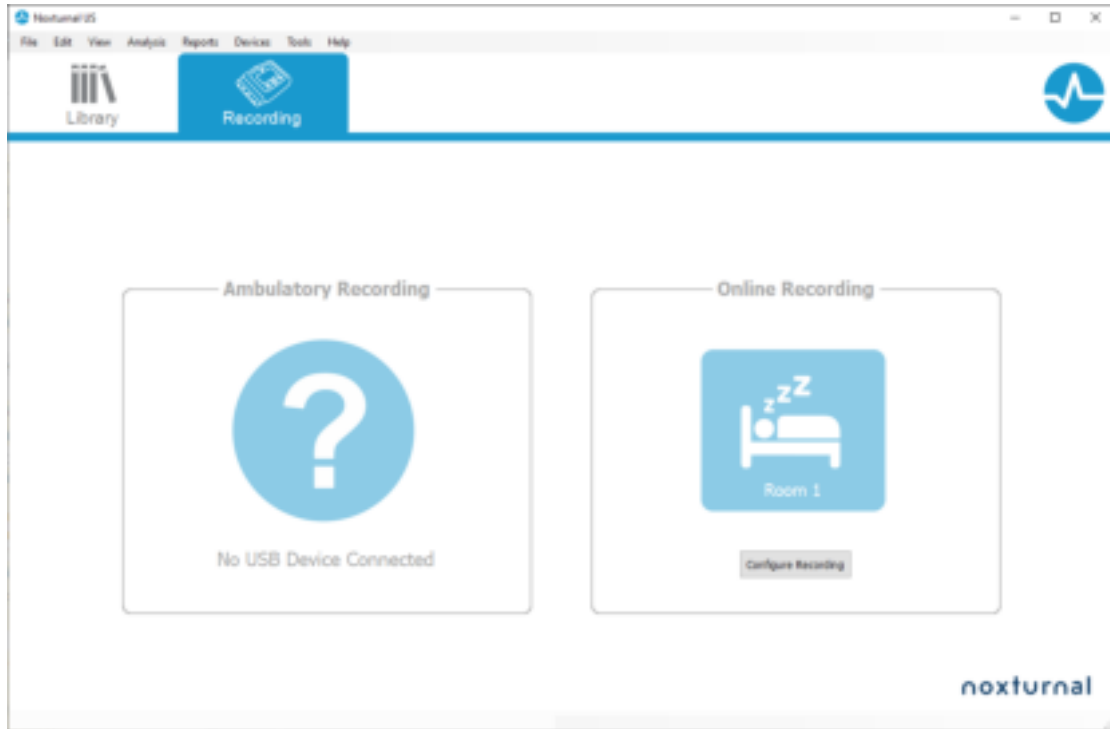 Noxturnal US
File Edit View Analysis Reports Devices Tools Help
Library
Recording
Ambulatory Recording
Online Recording
?
zzZ
Room 1
No USB Device Connected
Configure Recording
noxturnal